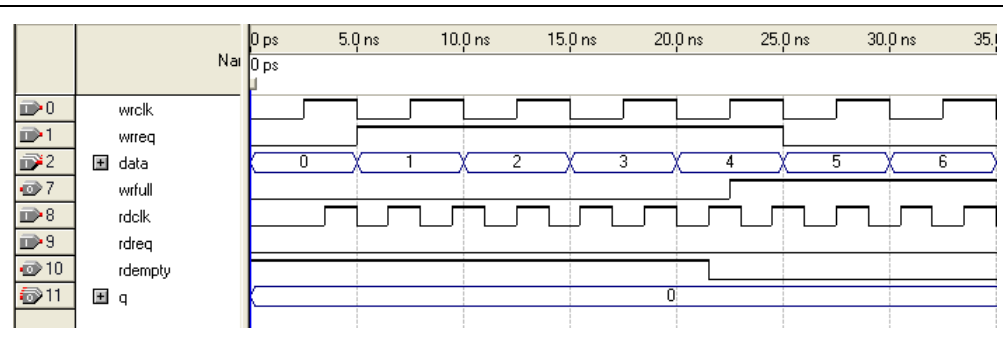 Nai 0 ps 5.0 ns 10.0 ns 15.0 ns 20.0 ns 25.0 ns 30.0 ns 35.
0 ps
0 wrclk
1 wrreq
2 data 0 1 2 3 4 5 6
7 wrfull
8 rdclk
9 rdreq
10 rdempty
11 q 0